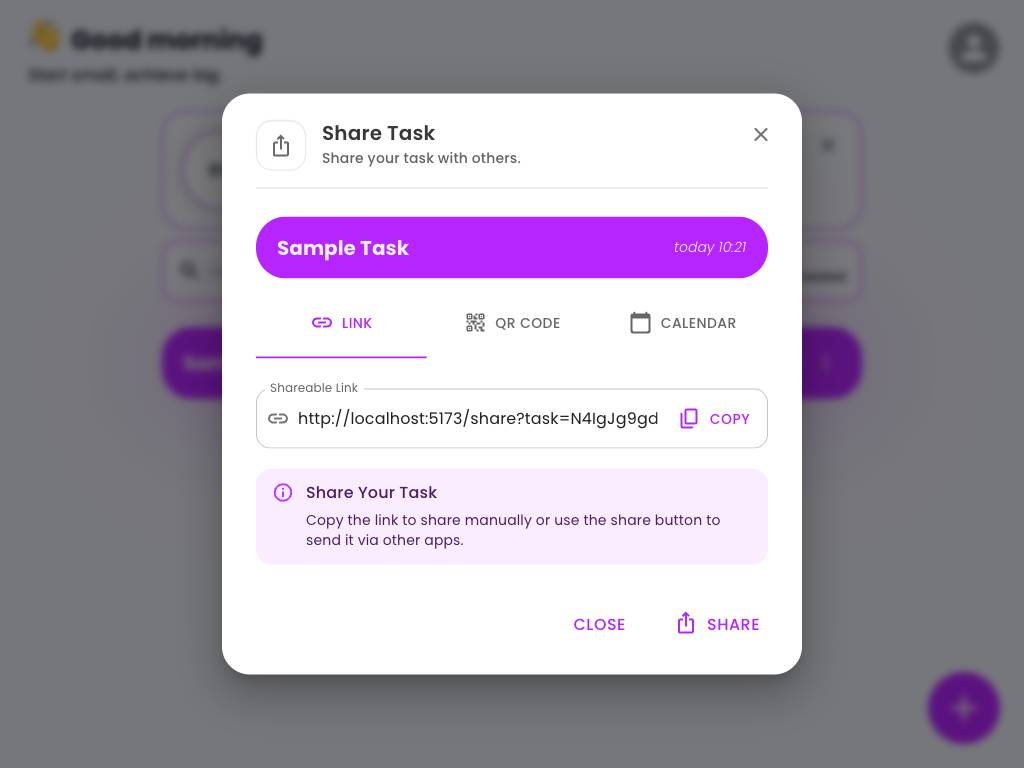 👋 Good morning
Start small, achieve big.
Share Task
Share your task with others.
Sample Task
today 10:21
LINK
QR CODE
CALENDAR
Shareable Link
http://localhost:5173/share?task=N4IgJg9gd
COPY
Share Your Task
Copy the link to share manually or use the share button to
send it via other apps.
CLOSE
SHARE